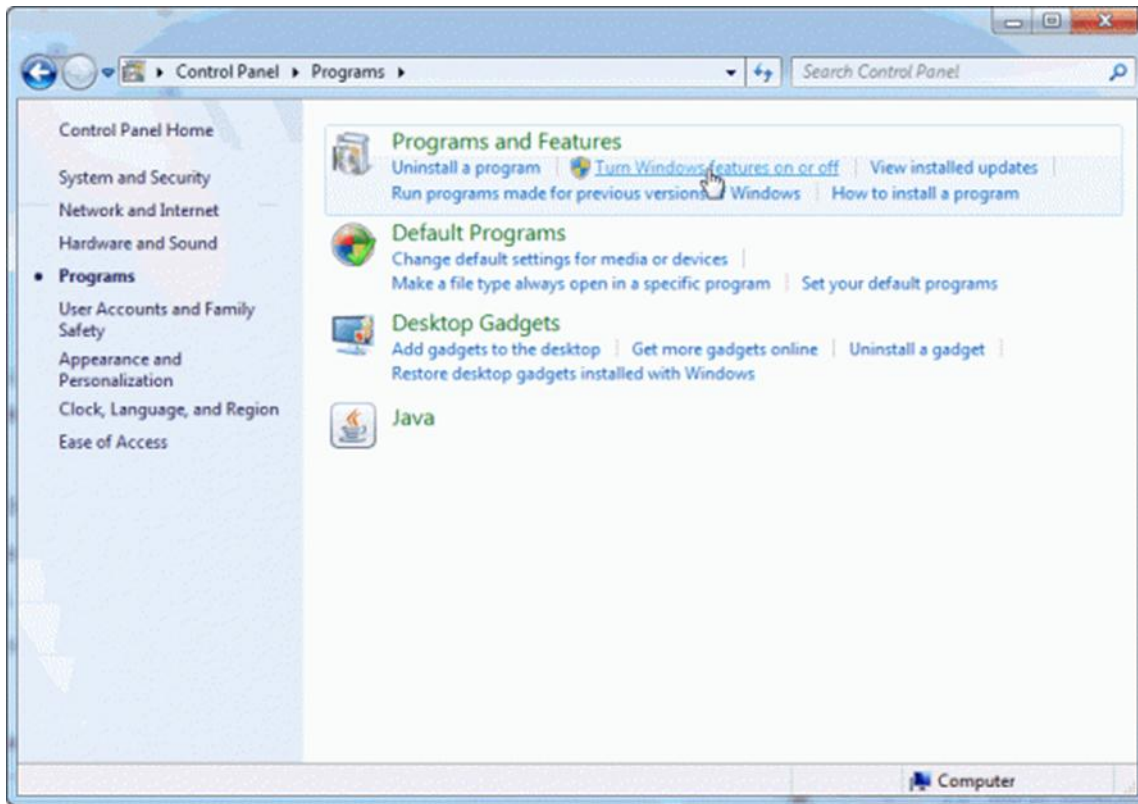 Control Panel Programs
Search Control Panel
Control Panel Home
System and Security
Network and Internet
Hardware and Sound
Programs
User Accounts and Family
Safety
Appearance and
Personalization
Clock, Language, and Region
Ease of Access
Programs and Features
Uninstall a program Turn Windows features on or off View installed updates
Run programs made for previous versions Windows How to install a program
Default Programs
Change default settings for media or devices
Make a file type always open in a specific program Set your default programs
Desktop Gadgets
Add gadgets to the desktop Get more gadgets online Uninstall a gadget
Restore desktop gadgets installed with Windows
Java
Computer